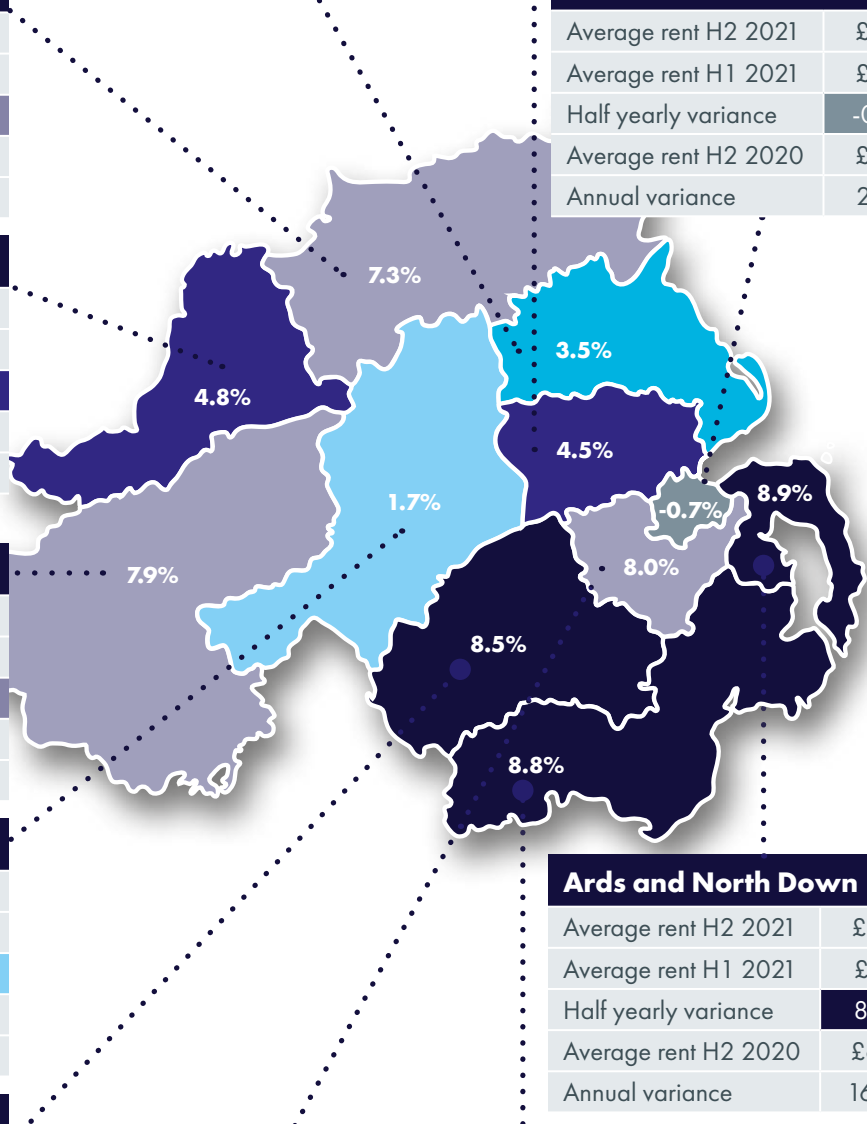 Average rent H2 2021 £
Average rent H1 2021 £
Half yearly variance
Average rent H2 2020 £
Annual variance
7.3%
3.5%
4.8%
4.5%
1.7%
8.9%
-0.7%
7.9%
8.0%
8.5%
8.8%
Ards and North Down
Average rent H2 2021 £
Average rent H1 2021 £
Half yearly variance 8
Average rent H2 2020 £
Annual variance 16